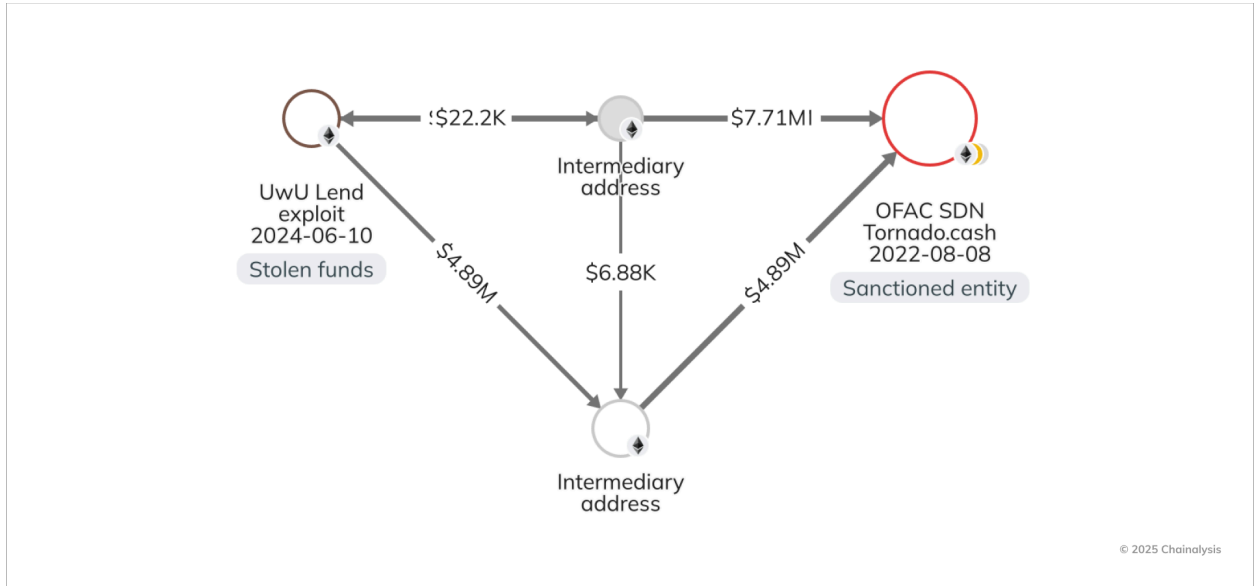 $22.2K
$7.71MI
Intermediary
address
UwU Lend
exploit
2024-06-10
Stolen funds
OFAC SDN
Tornado.cash
2022-08-08
Sanctioned entity
$4.89M
$6.88K
$4.89M
Intermediary
address
© 2025 Chainalysis